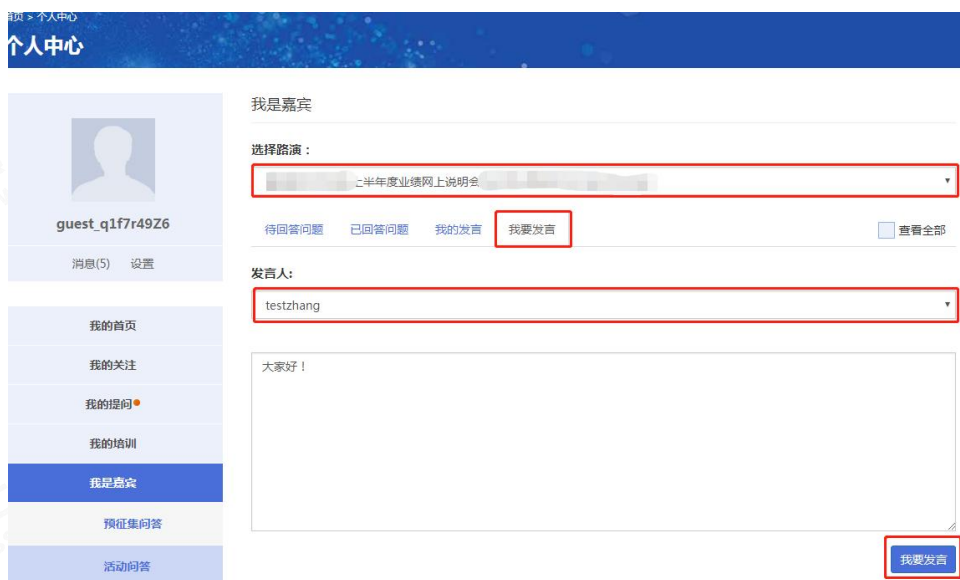 首页 > 个人中心
个人中心
guest_q1f7r49Z6
消息(5) 设置
我的首页
我的关注
我的提问
我的培训
我是嘉宾
预征集问答
活动问答
我是嘉宾
选择路演：
上半年度业绩网上说明会
待回答问题 已回答问题 我的发言 我要发言 查看全部
发言人:
testzhang
大家好！
我要发言